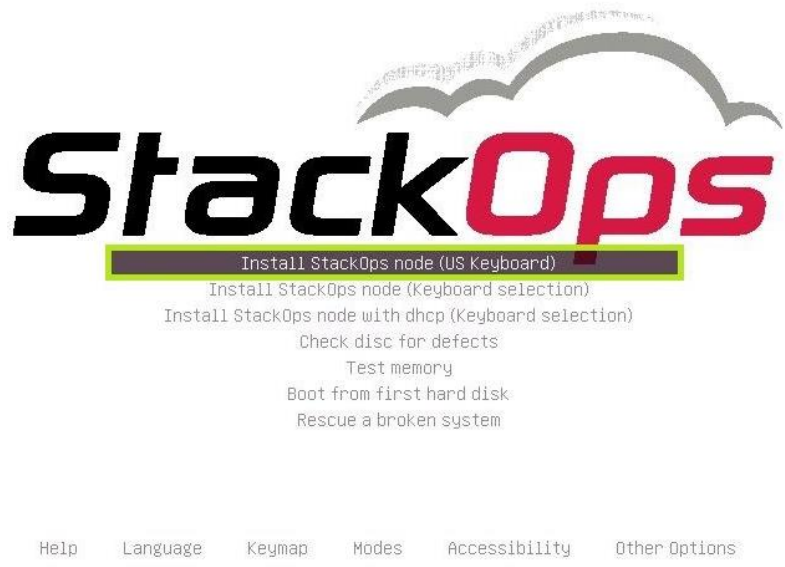 StackOps
Install StackOps node (US Keyboard)
Install StackOps node (Keyboard selection)
Install StackOps node with dhcp (Keyboard selection)
Check disc for defects
Test memory
Boot from first hard disk
Rescue a broken system
Help Language Keymap Modes Accessibility Other Options